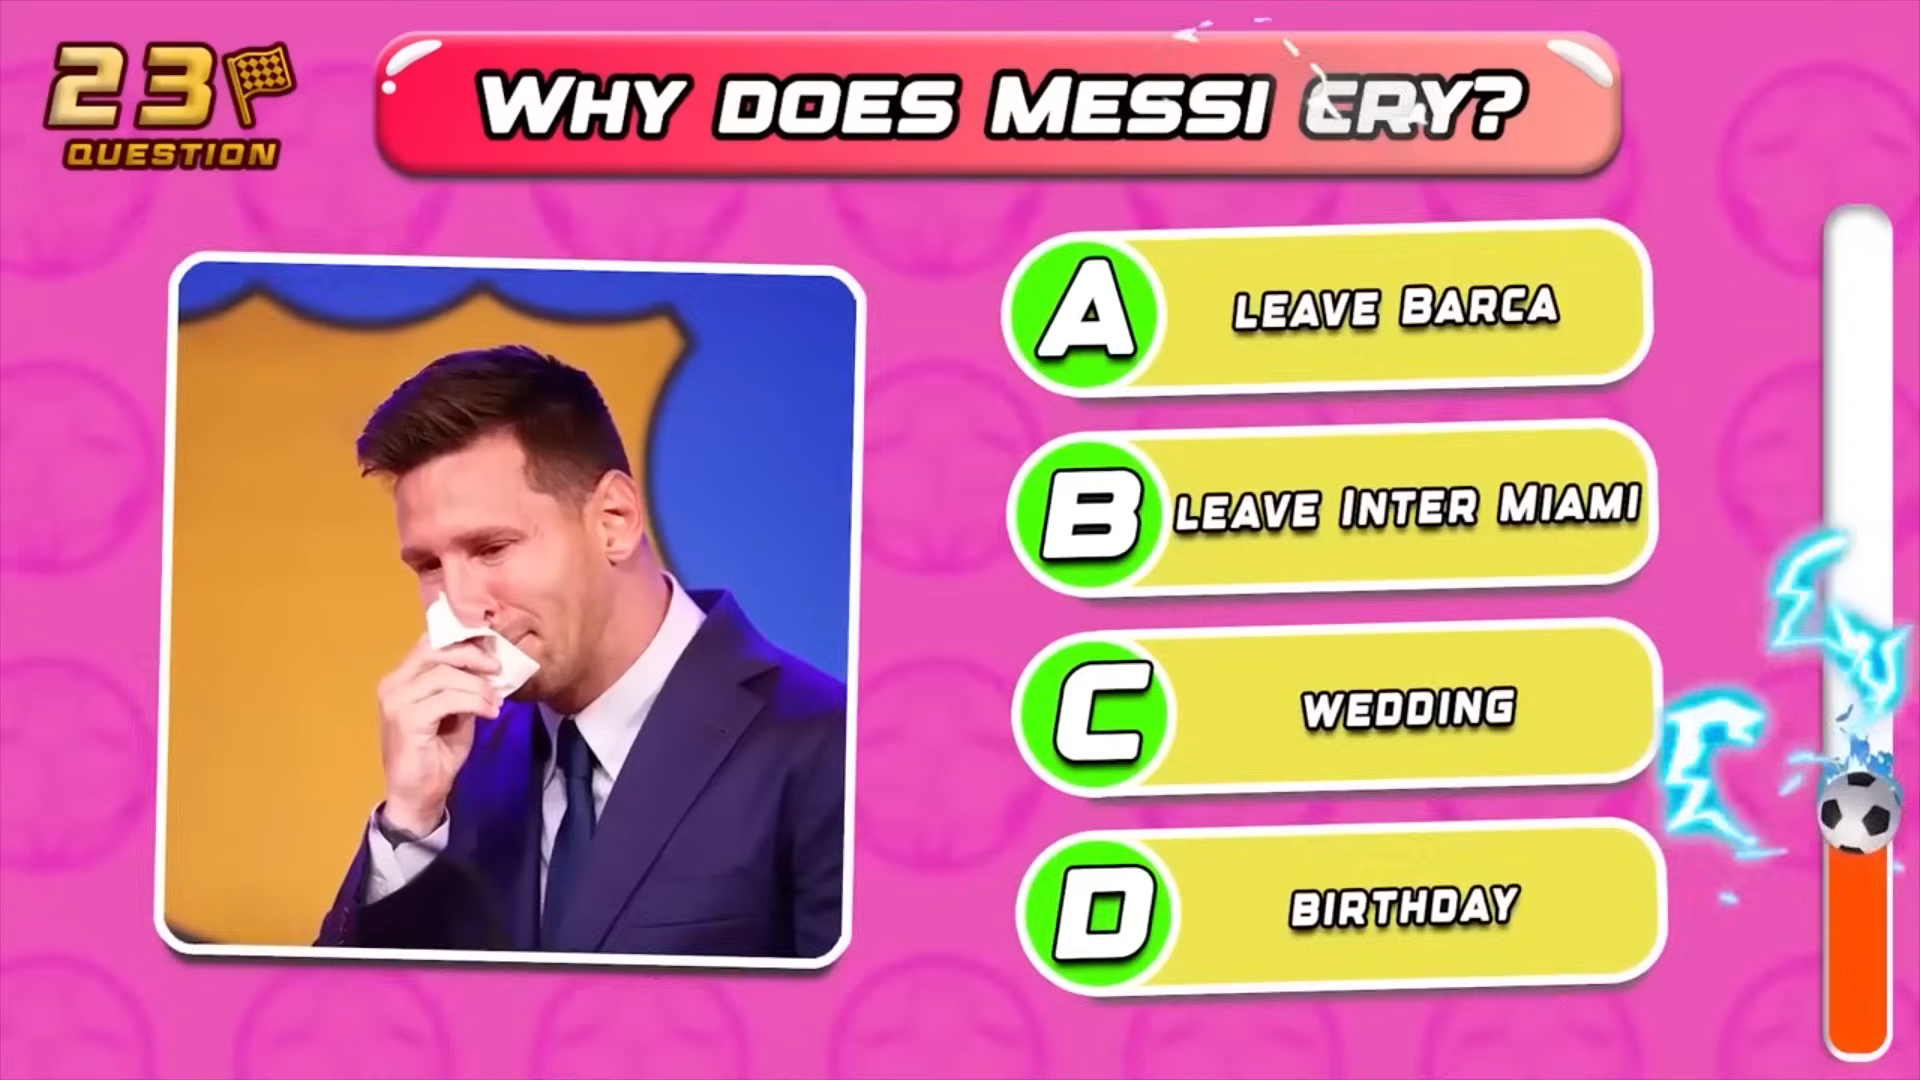 23
QUESTION
WHY DOES MESSI CRY?
A LEAVE BARCA
B LEAVE INTER MIAMI
C WEDDING
D BIRTHDAY